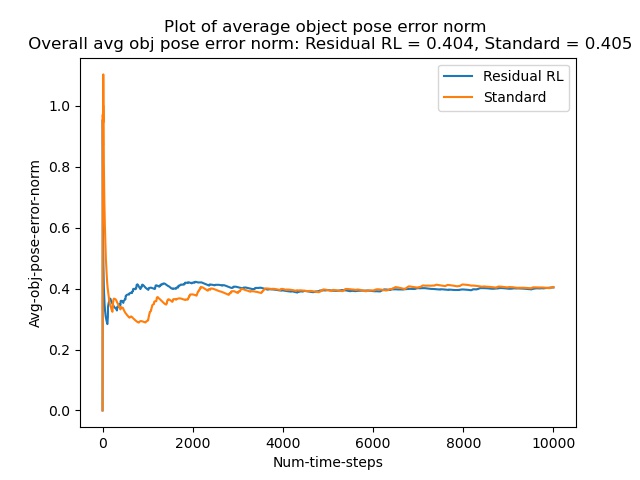 Plot of average object pose error norm
Overall avg obj pose error norm: Residual RL = 0.404, Standard = 0.405
Residual RL
Standard
Avg-obj-pose-error-norm
1.0
0.8
0.6
0.4
0.2
0.0
0 2000 4000 6000 8000 10000
Num-time-steps